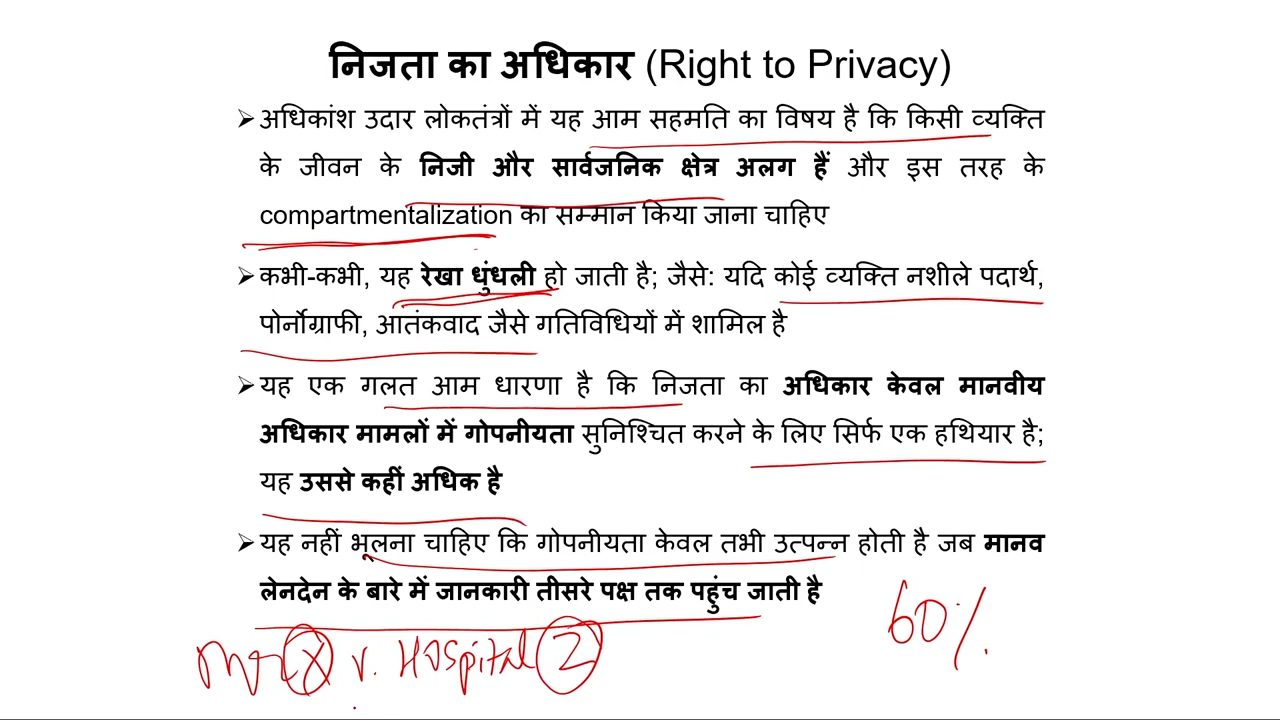 निजता का अधिकार (Right to Privacy)
➢ अधिकांश उदार लोकतंत्रों में यह आम सहमति का विषय है कि किसी व्यक्ति
के जीवन के निजी और सार्वजनिक क्षेत्र अलग हैं और इस तरह के
compartmentalization का सम्मान किया जाना चाहिए
➢ कभी-कभी, यह रेखा धुंधली हो जाती है; जैसे: यदि कोई व्यक्ति नशीले पदार्थ,
पोर्नोग्राफी, आतंकवाद जैसे गतिविधियों में शामिल है
➢ यह एक गलत आम धारणा है कि निजता का अधिकार केवल मानवीय
अधिकार मामलों में गोपनीयता सुनिश्चित करने के लिए सिर्फ एक हथियार है;
यह उससे कहीं अधिक है
➢ यह नहीं भूलना चाहिए कि गोपनीयता केवल तभी उत्पन्न होती है जब मानव
लेनदेन के बारे में जानकारी तीसरे पक्ष तक पहुंच जाती है
60%.
Mr X v. Hospital Z